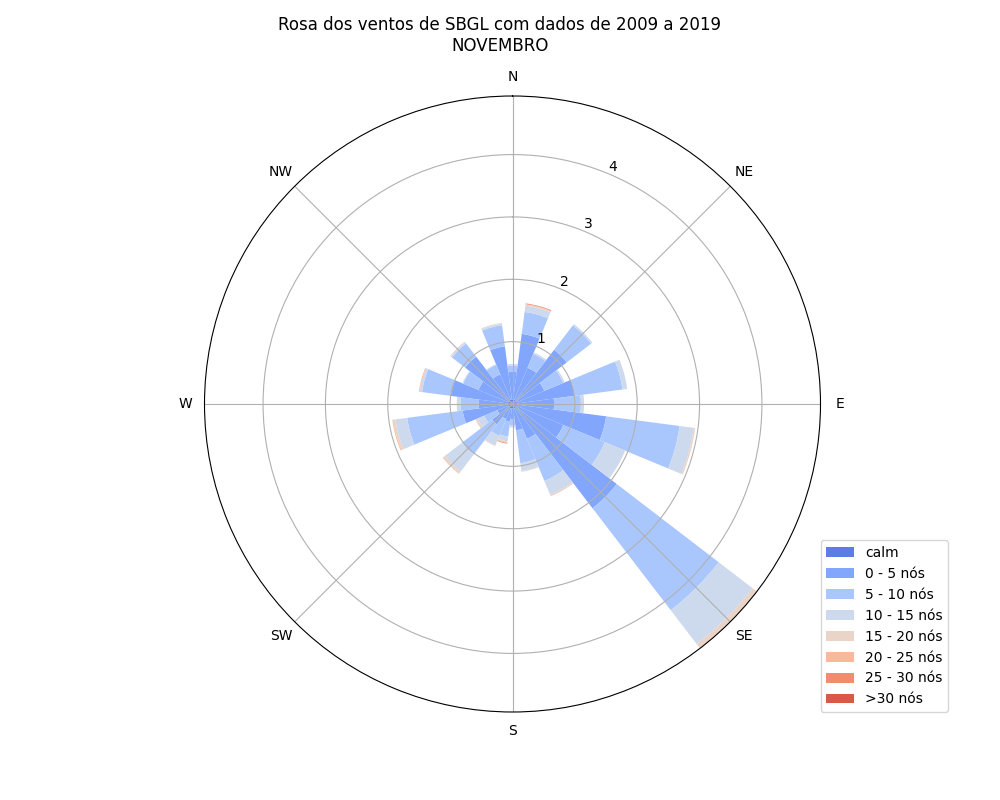 Rosa dos ventos de SBGL com dados de 2009 a 2019
NOVEMBRO
N
NW
NE
4
3
2
1
W
E
SW
SE
S
calm
0 - 5 nós
5 - 10 nós
10 - 15 nós
15 - 20 nós
20 - 25 nós
25 - 30 nós
>30 nós